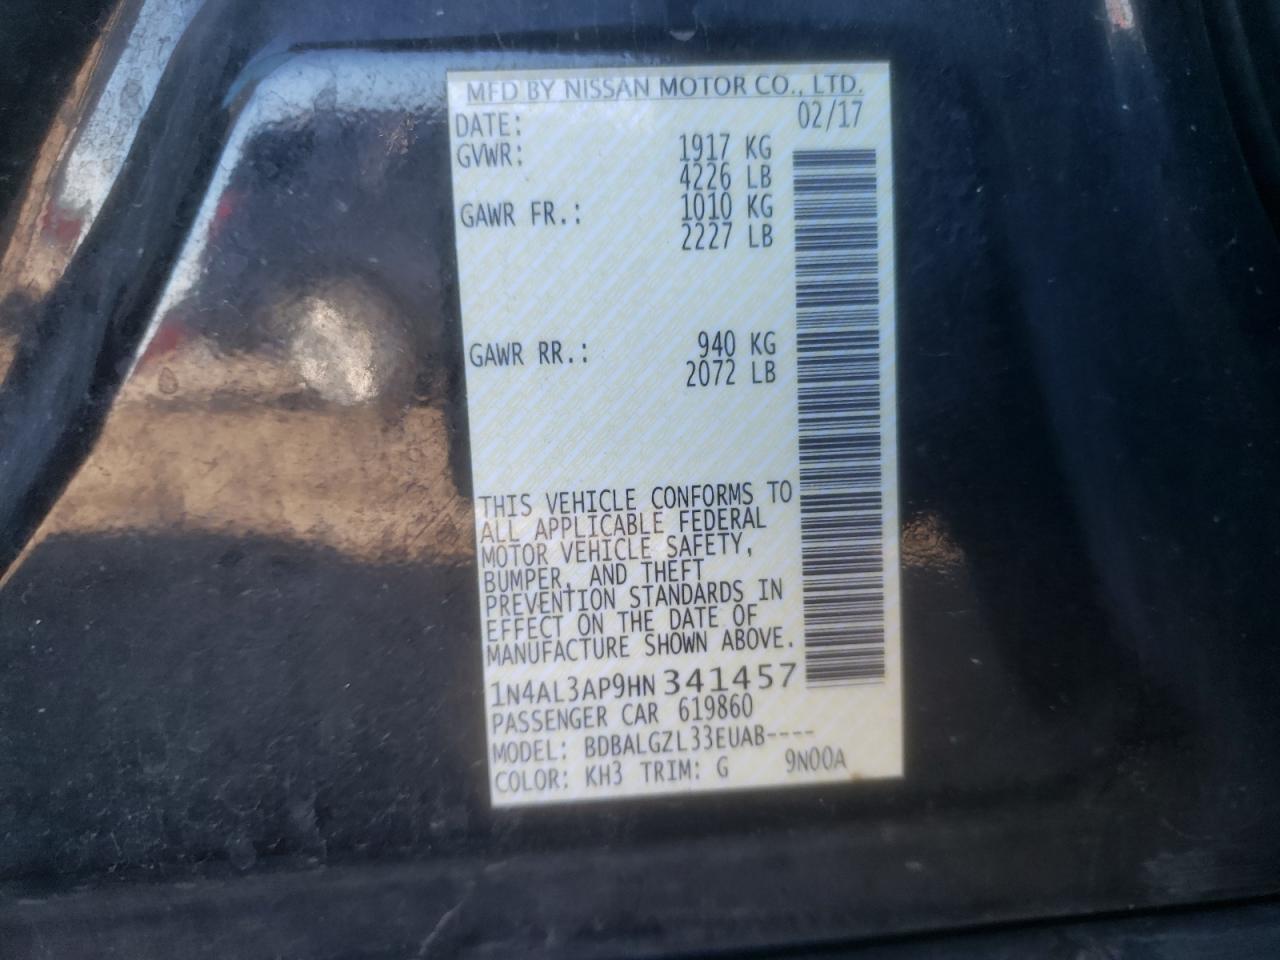 MFD BY NISSAN MOTOR CO., LTD.
DATE: 02/17
GVWR: 1917 KG
4226 LB
GAWR FR.: 1010 KG
2227 LB
GAWR RR.: 940 KG
2072 LB
THIS VEHICLE CONFORMS TO
ALL APPLICABLE FEDERAL
MOTOR VEHICLE SAFETY,
BUMPER, AND THEFT
PREVENTION STANDARDS IN
EFFECT ON THE DATE OF
MANUFACTURE SHOWN ABOVE.
1N4AL3AP9HN 341457
PASSENGER CAR 619860
MODEL: BDBALGZL33EUAB----
COLOR: KH3 TRIM: G 9N00A